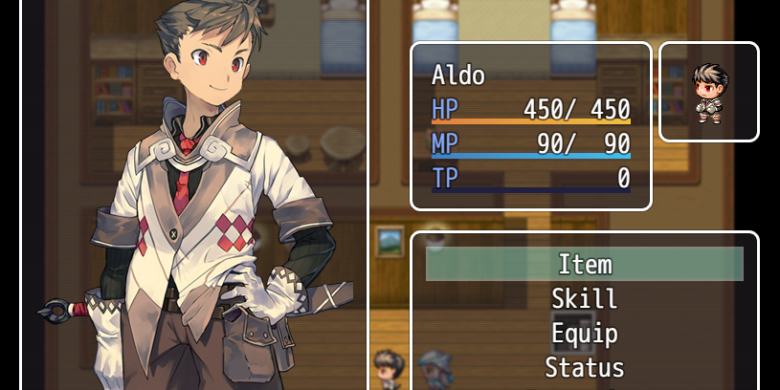 Aldo
HP 450/ 450
MP 90/ 90
TP 0
Item
Skill
Equip
Status